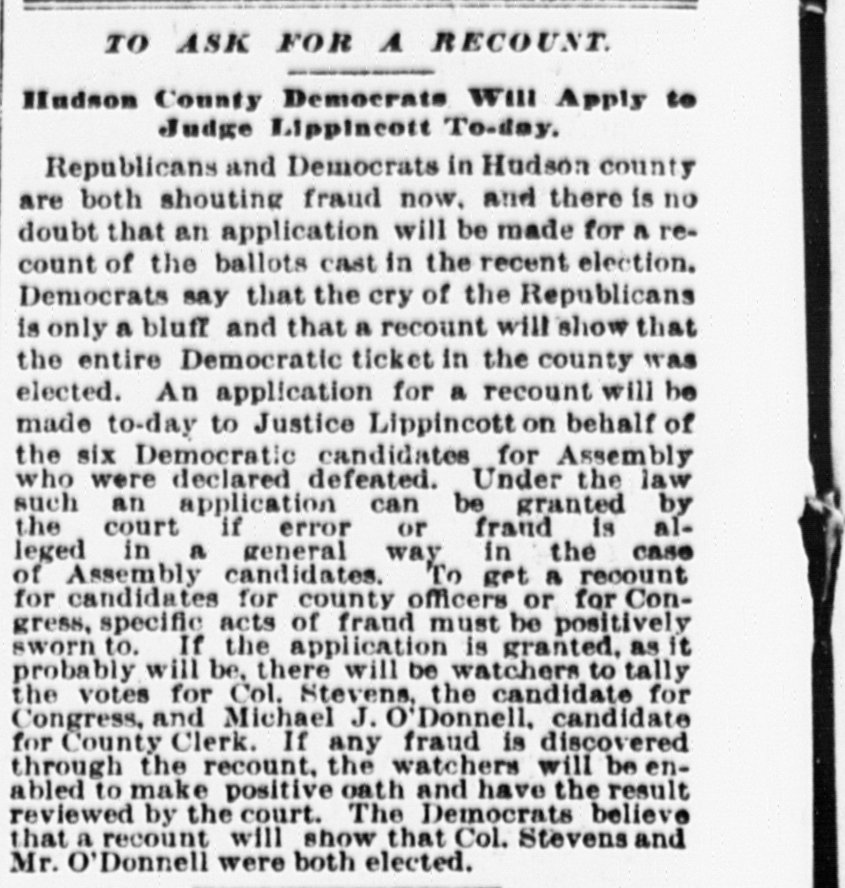 TO ASK FOR A RECOUNT.
Hudson County Democrats Will Apply to
Judge Lippincott To-day.
Republicans and Democrats in Hudson county
are both shouting fraud now, and there is no
doubt that an application will be made for a re-
count of the ballots cast in the recent election.
Democrats say that the cry of the Republicans
is only a bluff and that a recount will show that
the entire Democratic ticket in the county was
elected. An application for a recount will be
made to-day to Justice Lippincott on behalf of
the six Democratic candidates for Assembly
who were declared defeated. Under the law
such an application can be granted by
the court if error or fraud is al-
leged in a general way in the case
of Assembly candidates. To get a recount
for candidates for county officers or for Con-
gress, specific acts of fraud must be positively
sworn to. If the application is granted, as it
probably will be, there will be watchers to tally
the votes for Col. Stevens, the candidate for
Congress, and Michael J. O'Donnell, candidate
for County Clerk. If any fraud is discovered
through the recount, the watchers will be en-
abled to make positive oath and have the result
reviewed by the court. The Democrats believe
that a recount will show that Col. Stevens and
Mr. O'Donnell were both elected.